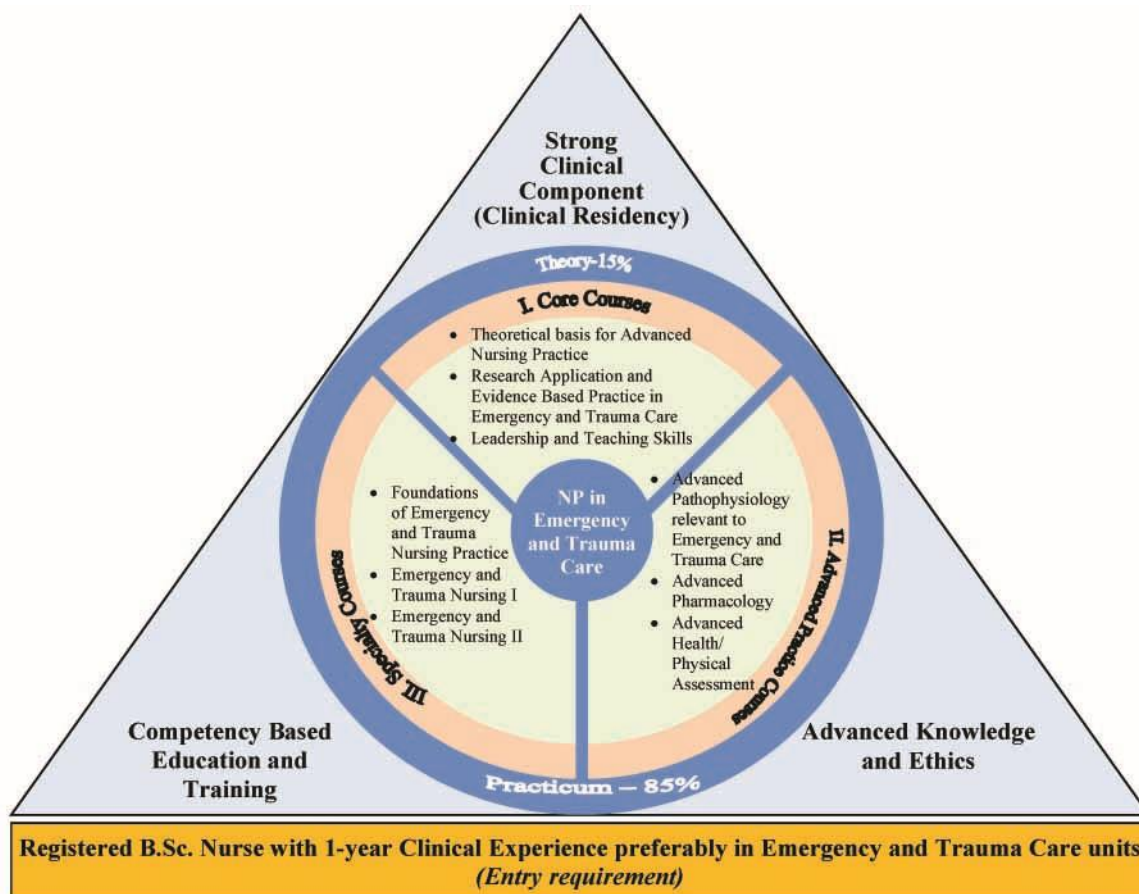 Strong
Clinical
Component
(Clinical Residency)
Theory-15%
I. Core Courses
• Theoretical basis for Advanced
Nursing Practice
• Research Application and
Evidence Based Practice in
Emergency and Trauma Care
• Leadership and Teaching Skills
NP in
Emergency
and Trauma
Care
• Advanced
Pathophysiology
relevant to
Emergency and
Trauma Care
• Advanced
Pharmacology
• Advanced
Health/
Physical
Assessment
II. Advanced Practice Courses
• Foundations
of Emergency
and Trauma
Nursing Practice
• Emergency and
Trauma Nursing I
• Emergency and
Trauma Nursing II
III. Specialty Courses
Practicum – 85%
Competency Based
Education and
Training
Advanced Knowledge
and Ethics
Registered B.Sc. Nurse with 1-year Clinical Experience preferably in Emergency and Trauma Care units
(Entry requirement)